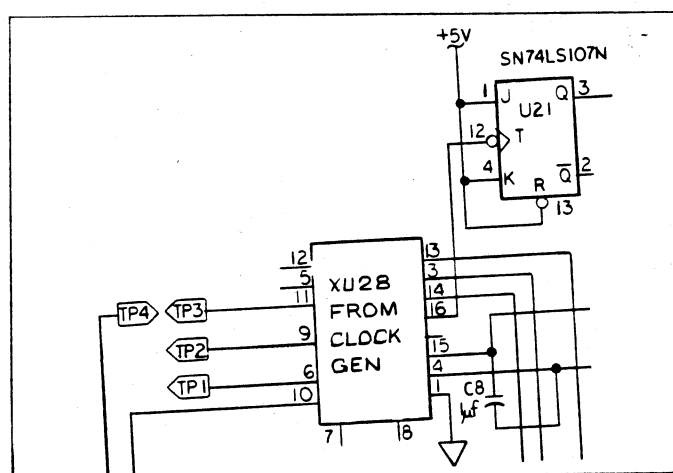 +5V
SN74LS107N
1
J
Q
3
U21
12
T
4
K
R
Q
2
13
12
5
11
9
6
10
7
8
XU28
FROM
CLOCK
GEN
13
3
14
16
15
4
1
TP4
TP3
TP2
TP1
C8
1μf